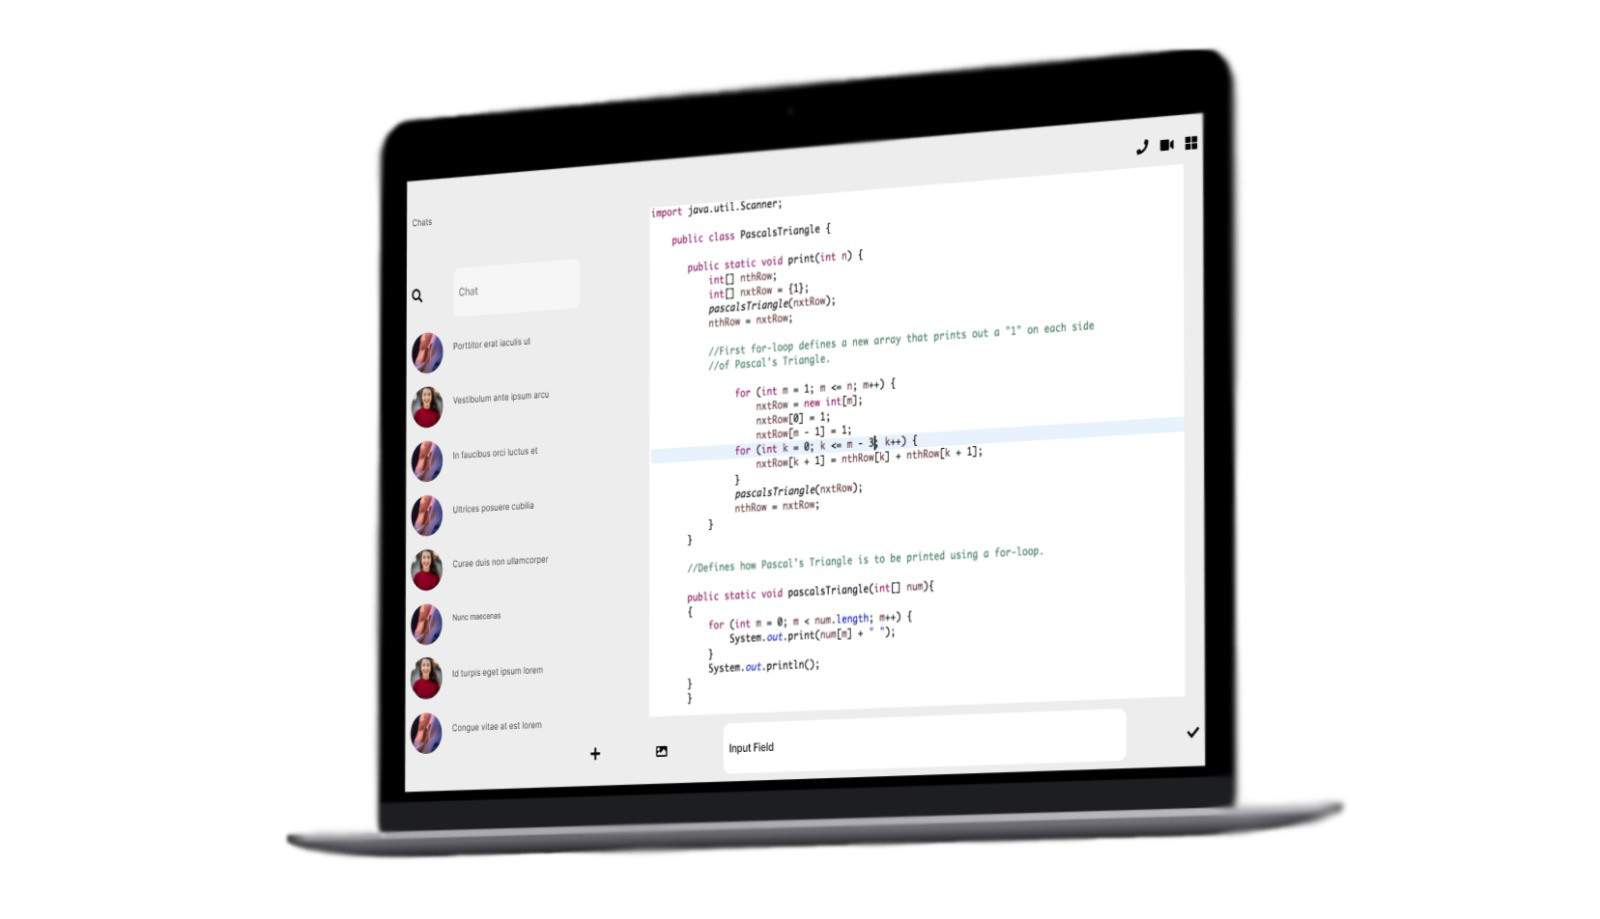 Chats
Chat
Porttitor erat iaculis ut
Vestibulum ante ipsum arcu
In faucibus orci luctus et
Ultrices posuere cubilia
Curae duis non ullamcorper
Nunc maecenas
Id turpis eget ipsum lorem
Congue vitae at est lorem
import java.util.Scanner;
public class PascalsTriangle {
public static void print(int n) {
int[] nthRow;
int[] nxtRow = {1};
pascalsTriangle(nxtRow);
nthRow = nxtRow;
//First for-loop defines a new array that prints out a "1" on each side
//of Pascal's Triangle.
for (int m = 1; m <= n; m++) {
nxtRow = new int[m];
nxtRow[0] = 1;
nxtRow[m - 1] = 1;
for (int k = 0; k <= m - 3; k++) {
nxtRow[k + 1] = nthRow[k] + nthRow[k + 1];
}
pascalsTriangle(nxtRow);
nthRow = nxtRow;
}
}
//Defines how Pascal's Triangle is to be printed using a for-loop.
public static void pascalsTriangle(int[] num){
{
for (int m = 0; m < num.length; m++) {
System.out.print(num[m] + " ");
}
System.out.println();
}
}
Input Field